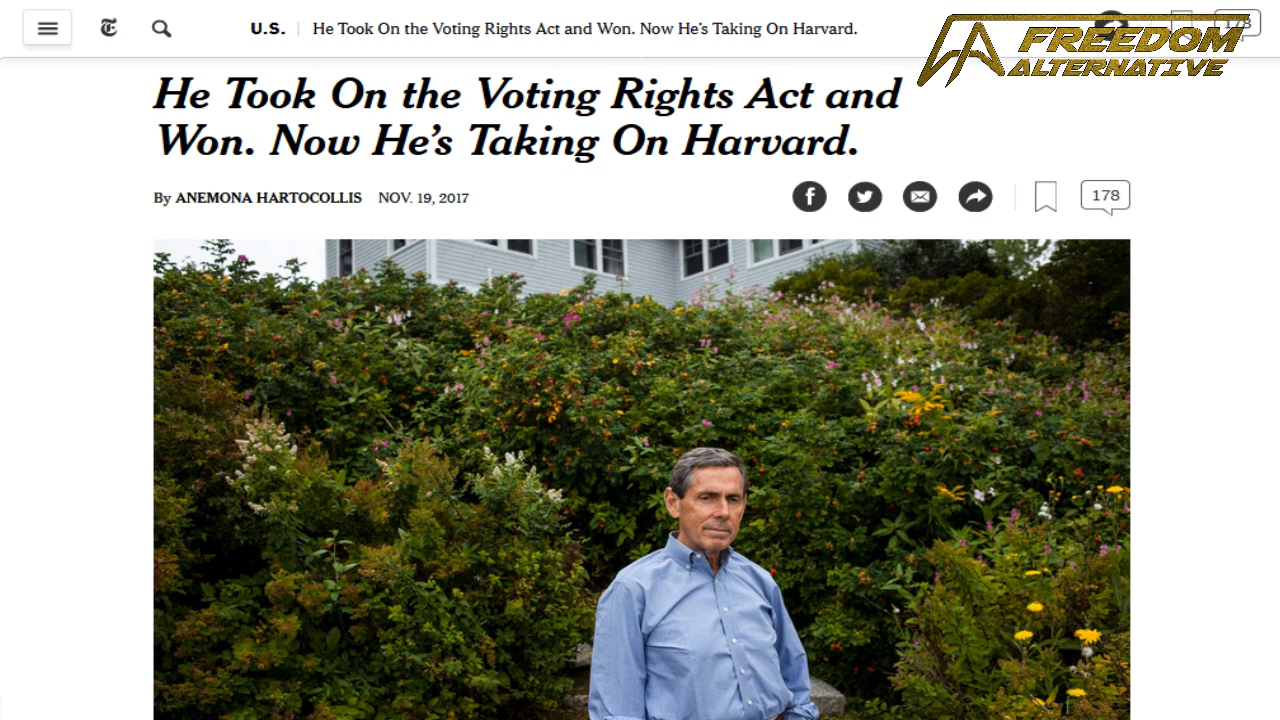 U.S. | He Took On the Voting Rights Act and Won. Now He's Taking On Harvard.
178
FREEDOM
ALTERNATIVE
He Took On the Voting Rights Act and
Won. Now He's Taking On Harvard.
By ANEMONA HARTOCOLLIS NOV. 19, 2017
178